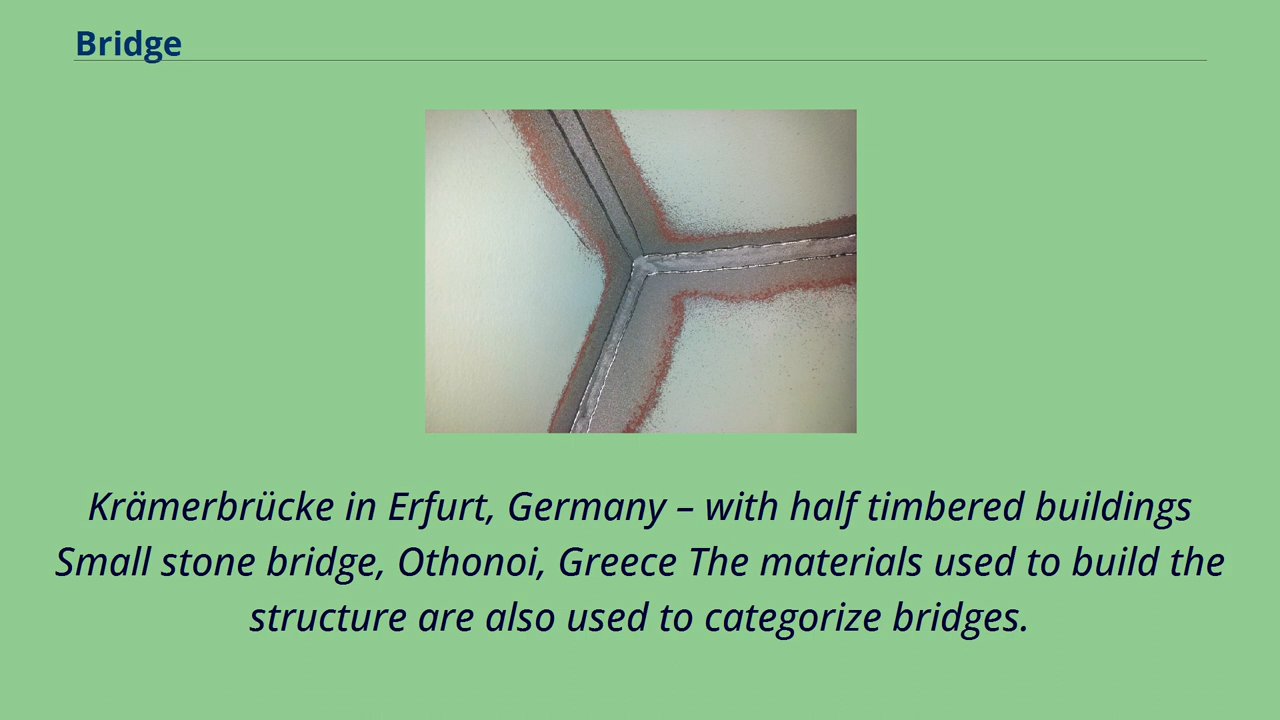 Bridge
Krämerbrücke in Erfurt, Germany – with half timbered buildings
Small stone bridge, Othonoi, Greece The materials used to build the
structure are also used to categorize bridges.